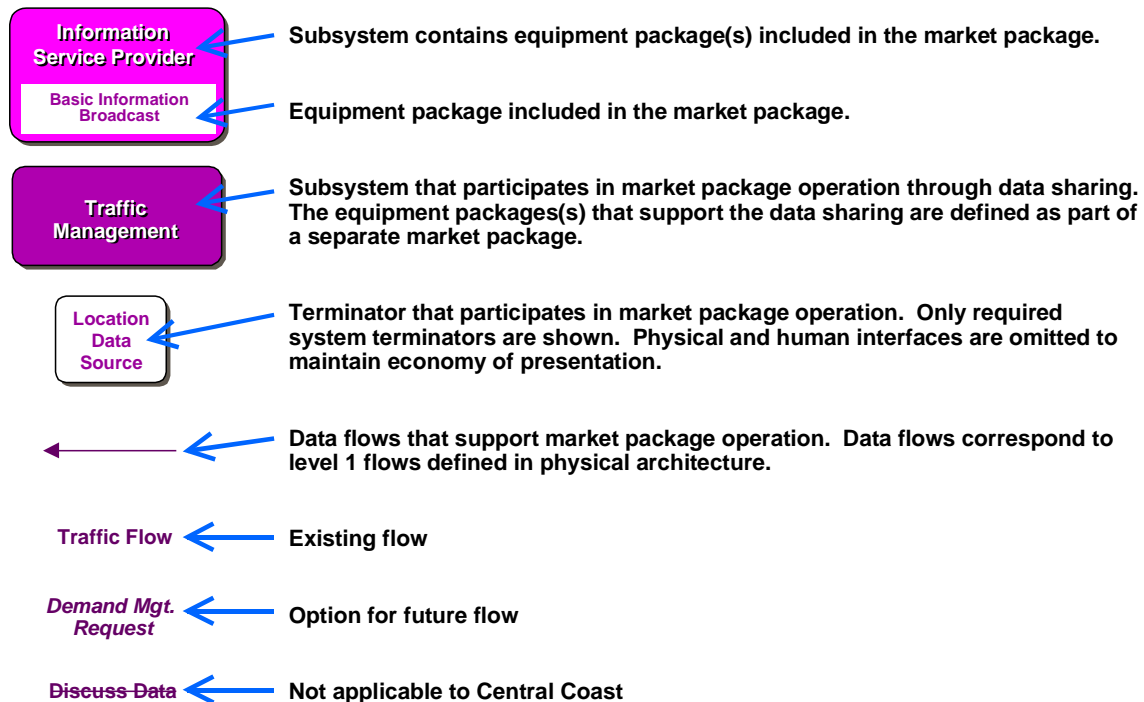 Information
Service Provider
Subsystem contains equipment package(s) included in the market package.
Basic Information
Broadcast
Equipment package included in the market package.
Traffic
Management
Subsystem that participates in market package operation through data sharing.
The equipment packages(s) that support the data sharing are defined as part of
a separate market package.
Location
Data
Source
Terminator that participates in market package operation. Only required
system terminators are shown. Physical and human interfaces are omitted to
maintain economy of presentation.
Data flows that support market package operation. Data flows correspond to
level 1 flows defined in physical architecture.
Traffic Flow
Existing flow
Demand Mgt.
Request
Option for future flow
Discuss Data
Not applicable to Central Coast